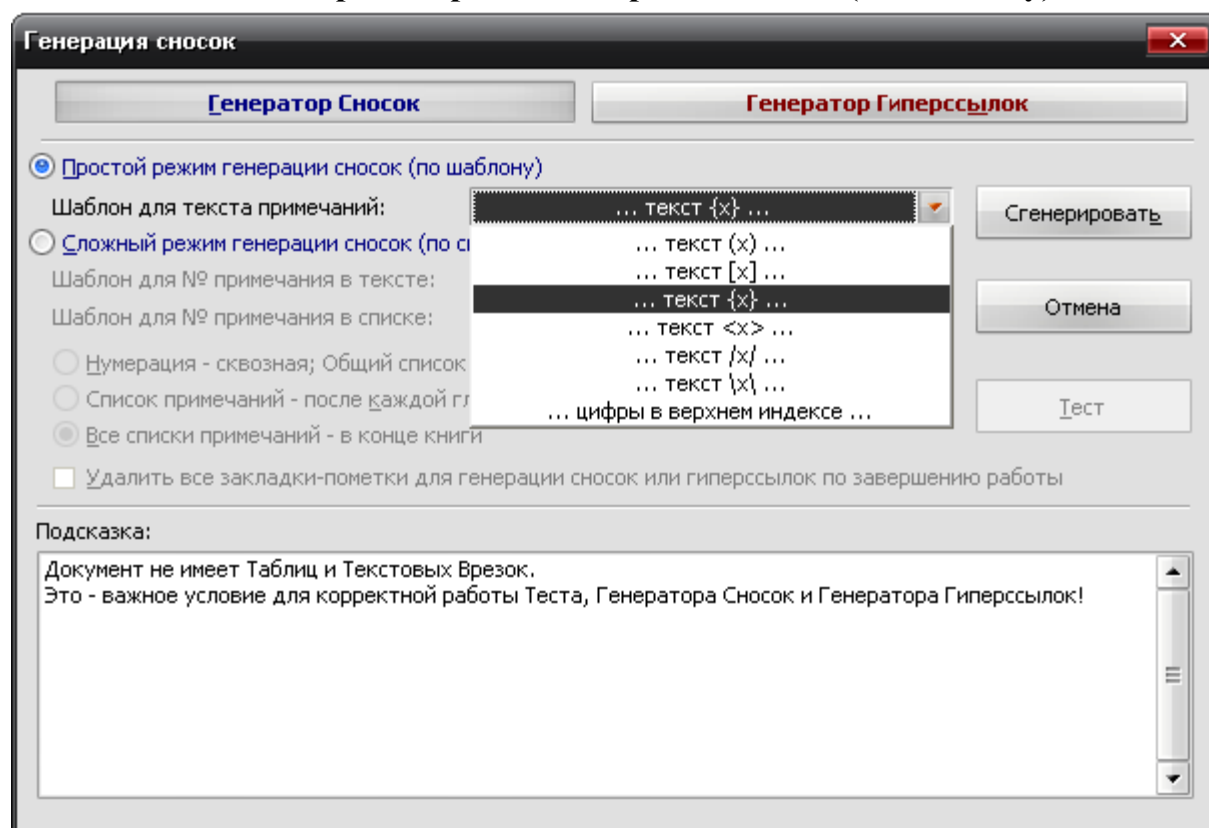 Генерация сносок
Генератор Сносок
Генератор Гиперссылок
Простой режим генерации сносок (по шаблону)
Шаблон для текста примечаний:
... текст {x} ...
Сгенерировать
Сложный режим генерации сносок (по
... текст (x) ...
... текст [x] ...
... текст {x} ...
... текст <x> ...
... текст /x/ ...
... текст \x\ ...
... цифры в верхнем индексе ...
Шаблон для № примечания в тексте:
Шаблон для № примечания в списке:
Отмена
Нумерация - сквозная; Общий список
Список примечаний - после каждой
Тест
Все списки примечаний - в конце книги
Удалить все закладки-пометки для генерации сносок или гиперссылок по завершению работы
Подсказка:
Документ не имеет Таблиц и Текстовых Врезок.
Это - важное условие для корректной работы Теста, Генератора Сносок и Генератора Гиперссылок!